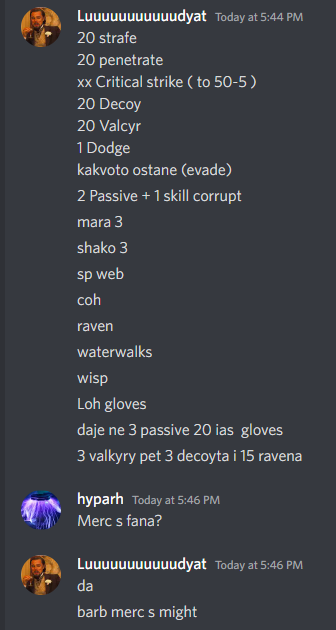 Luuuuuuuuuuudyat Today at 5:44 PM
20 strafe
20 penetrate
xx Critical strike ( to 50-5 )
20 Decoy
20 Valcyr
1 Dodge
kakvoto ostane (evade)
2 Passive + 1 skill corrupt
mara 3
shako 3
sp web
coh
raven
waterwalks
wisp
Loh gloves
daje ne 3 passive 20 ias gloves
3 valkyry pet 3 decoyta i 15 ravena
hyparh Today at 5:46 PM
Merc s fana?
Luuuuuuuuuuudyat Today at 5:46 PM
da
barb merc s might